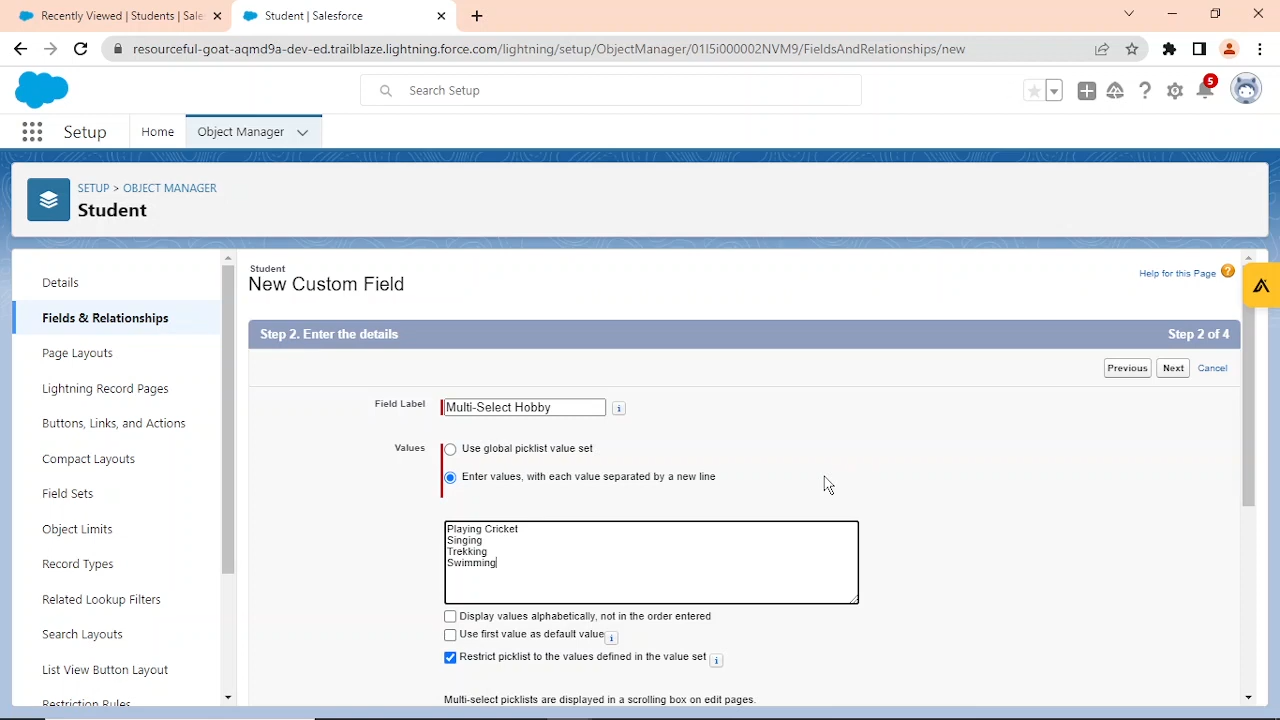 Recently Viewed | Students | Sale
Student | Salesforce
resourceful-goat-aqmd9a-dev-ed.trailblaze.lightning.force.com/lightning/setup/ObjectManager/01I5i000002NVM9/FieldsAndRelationships/new
Search Setup
5
Setup
Home
Object Manager
SETUP > OBJECT MANAGER
Student
Details
Fields & Relationships
Page Layouts
Lightning Record Pages
Buttons, Links, and Actions
Compact Layouts
Field Sets
Object Limits
Record Types
Related Lookup Filters
Search Layouts
List View Button Layout
Restriction Rules
Student
New Custom Field
Help for this Page ?
Step 2. Enter the details
Step 2 of 4
Previous
Next
Cancel
Field Label
Multi-Select Hobby
i
Values
Use global picklist value set
Enter values, with each value separated by a new line
Playing Cricket
Singing
Trekking
Swimming
Display values alphabetically, not in the order entered
Use first value as default value i
Restrict picklist to the values defined in the value set i
Multi-select picklists are displayed in a scrolling box on edit pages.